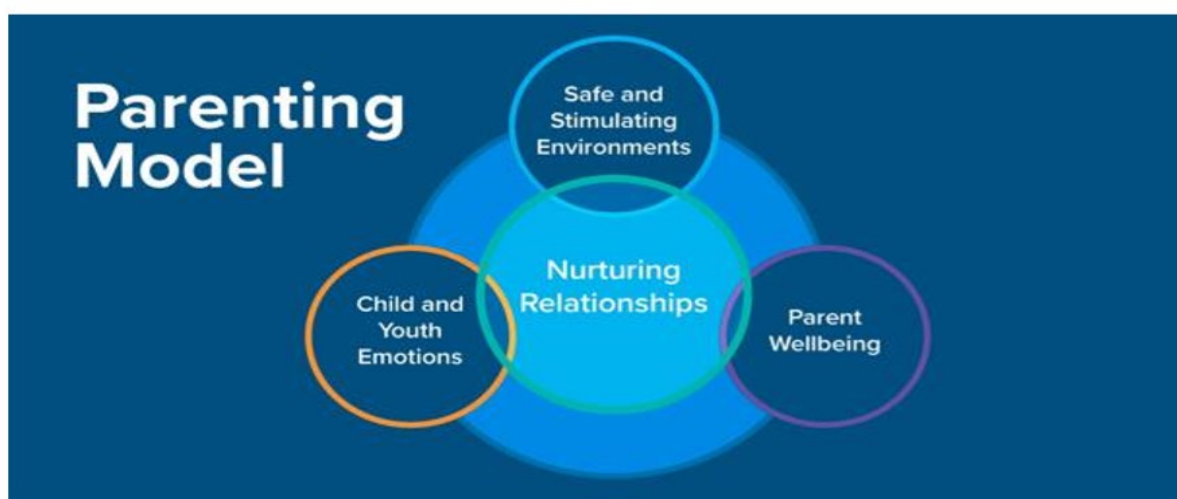 Parenting
Model
Safe and
Stimulating
Environments
Nurturing
Relationships
Child and
Youth
Emotions
Parent
Wellbeing